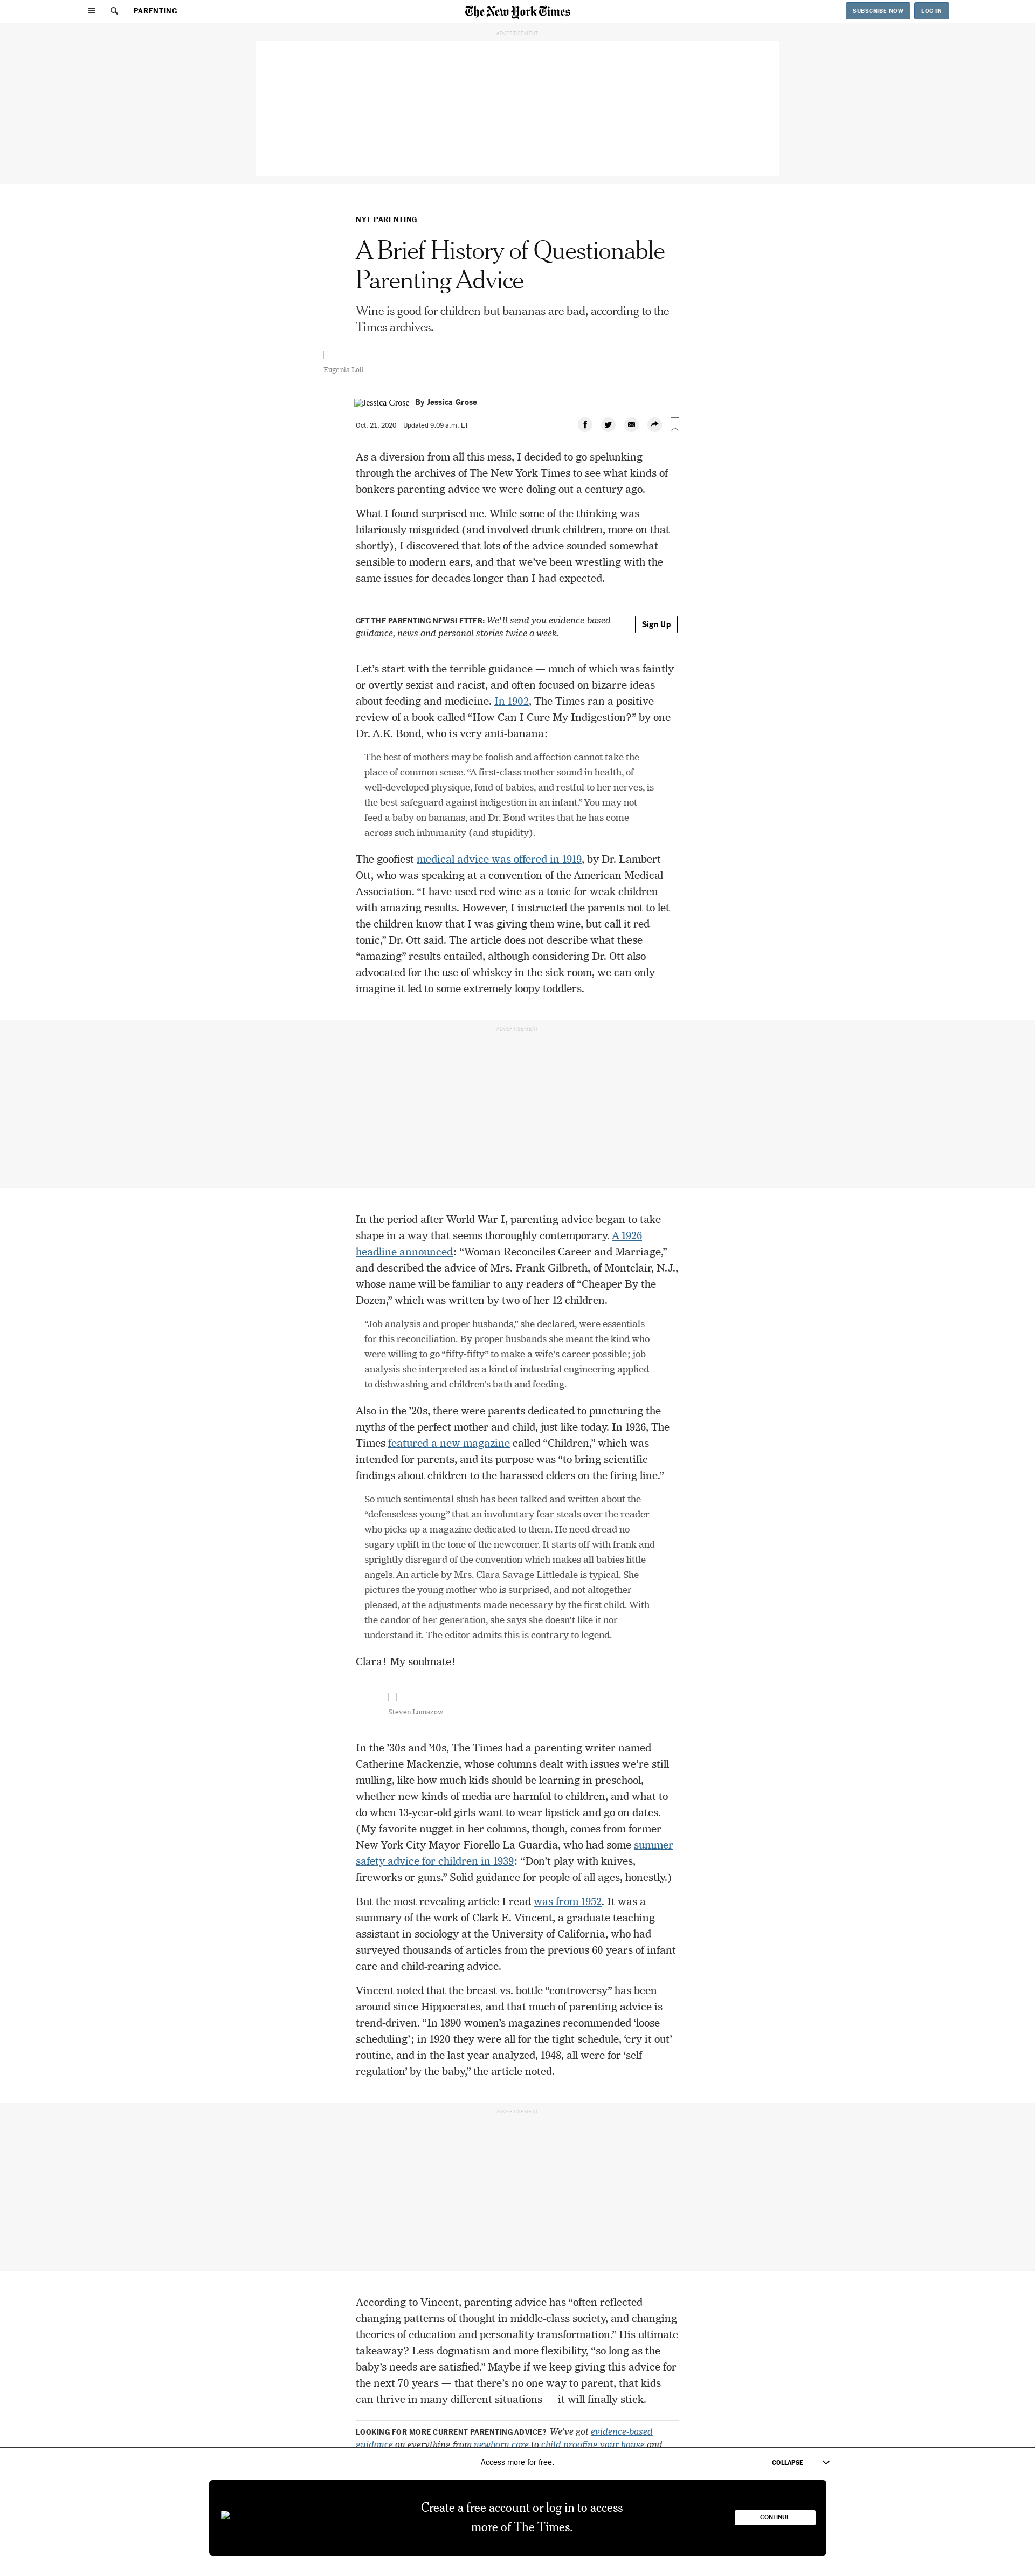 PARENTING
The New York Times
SUBSCRIBE NOW
LOG IN
ADVERTISEMENT
NYT PARENTING
A Brief History of Questionable
Parenting Advice
Wine is good for children but bananas are bad, according to the
Times archives.
Eugenia Loli
Jessica Grose
By Jessica Grose
Oct. 21, 2020 Updated 9:09 a.m. ET
As a diversion from all this mess, I decided to go spelunking
through the archives of The New York Times to see what kinds of
bonkers parenting advice we were doling out a century ago.
What I found surprised me. While some of the thinking was
hilariously misguided (and involved drunk children, more on that
shortly), I discovered that lots of the advice sounded somewhat
sensible to modern ears, and that we’ve been wrestling with the
same issues for decades longer than I had expected.
GET THE PARENTING NEWSLETTER: We’ll send you evidence-based
guidance, news and personal stories twice a week.
Sign Up
Let’s start with the terrible guidance — much of which was faintly
or overtly sexist and racist, and often focused on bizarre ideas
about feeding and medicine. In 1902, The Times ran a positive
review of a book called “How Can I Cure My Indigestion?” by one
Dr. A.K. Bond, who is very anti-banana:
The best of mothers may be foolish and affection cannot take the
place of common sense. “A first-class mother sound in health, of
well-developed physique, fond of babies, and restful to her nerves, is
the best safeguard against indigestion in an infant.” You may not
feed a baby on bananas, and Dr. Bond writes that he has come
across such inhumanity (and stupidity).
The goofiest medical advice was offered in 1919, by Dr. Lambert
Ott, who was speaking at a convention of the American Medical
Association. “I have used red wine as a tonic for weak children
with amazing results. However, I instructed the parents not to let
the children know that I was giving them wine, but call it red
tonic,” Dr. Ott said. The article does not describe what these
“amazing” results entailed, although considering Dr. Ott also
advocated for the use of whiskey in the sick room, we can only
imagine it led to some extremely loopy toddlers.
ADVERTISEMENT
In the period after World War I, parenting advice began to take
shape in a way that seems thoroughly contemporary. A 1926
headline announced: “Woman Reconciles Career and Marriage,”
and described the advice of Mrs. Frank Gilbreth, of Montclair, N.J.,
whose name will be familiar to any readers of “Cheaper By the
Dozen,” which was written by two of her 12 children.
“Job analysis and proper husbands,” she declared, were essentials
for this reconciliation. By proper husbands she meant the kind who
were willing to go “fifty-fifty” to make a wife’s career possible; job
analysis she interpreted as a kind of industrial engineering applied
to dishwashing and children’s bath and feeding.
Also in the ’20s, there were parents dedicated to puncturing the
myths of the perfect mother and child, just like today. In 1926, The
Times featured a new magazine called “Children,” which was
intended for parents, and its purpose was “to bring scientific
findings about children to the harassed elders on the firing line.”
So much sentimental slush has been talked and written about the
“defenseless young” that an involuntary fear steals over the reader
who picks up a magazine dedicated to them. He need dread no
sugary uplift in the tone of the newcomer. It starts off with frank and
sprightly disregard of the convention which makes all babies little
angels. An article by Mrs. Clara Savage Littledale is typical. She
pictures the young mother who is surprised, and not altogether
pleased, at the adjustments made necessary by the first child. With
the candor of her generation, she says she doesn’t like it nor
understand it. The editor admits this is contrary to legend.
Clara! My soulmate!
Steven Lomazow
In the ’30s and ’40s, The Times had a parenting writer named
Catherine Mackenzie, whose columns dealt with issues we’re still
mulling, like how much kids should be learning in preschool,
whether new kinds of media are harmful to children, and what to
do when 13-year-old girls want to wear lipstick and go on dates.
(My favorite nugget in her columns, though, comes from former
New York City Mayor Fiorello La Guardia, who had some summer
safety advice for children in 1939: “Don’t play with knives,
fireworks or guns.” Solid guidance for people of all ages, honestly.)
But the most revealing article I read was from 1952. It was a
summary of the work of Clark E. Vincent, a graduate teaching
assistant in sociology at the University of California, who had
surveyed thousands of articles from the previous 60 years of infant
care and child-rearing advice.
Vincent noted that the breast vs. bottle “controversy” has been
around since Hippocrates, and that much of parenting advice is
trend-driven. “In 1890 women’s magazines recommended ‘loose
scheduling’; in 1920 they were all for the tight schedule, ‘cry it out’
routine, and in the last year analyzed, 1948, all were for ‘self
regulation’ by the baby,” the article noted.
ADVERTISEMENT
According to Vincent, parenting advice has “often reflected
changing patterns of thought in middle-class society, and changing
theories of education and personality transformation.” His ultimate
takeaway? Less dogmatism and more flexibility, “so long as the
baby’s needs are satisfied.” Maybe if we keep giving this advice for
the next 70 years — that there’s no one way to parent, that kids
can thrive in many different situations — it will finally stick.
LOOKING FOR MORE CURRENT PARENTING ADVICE? We’ve got evidence-based
guidance on everything from newborn care to child proofing your house and
Access more for free.
COLLAPSE
Create a free account or log in to access
more of The Times.
CONTINUE